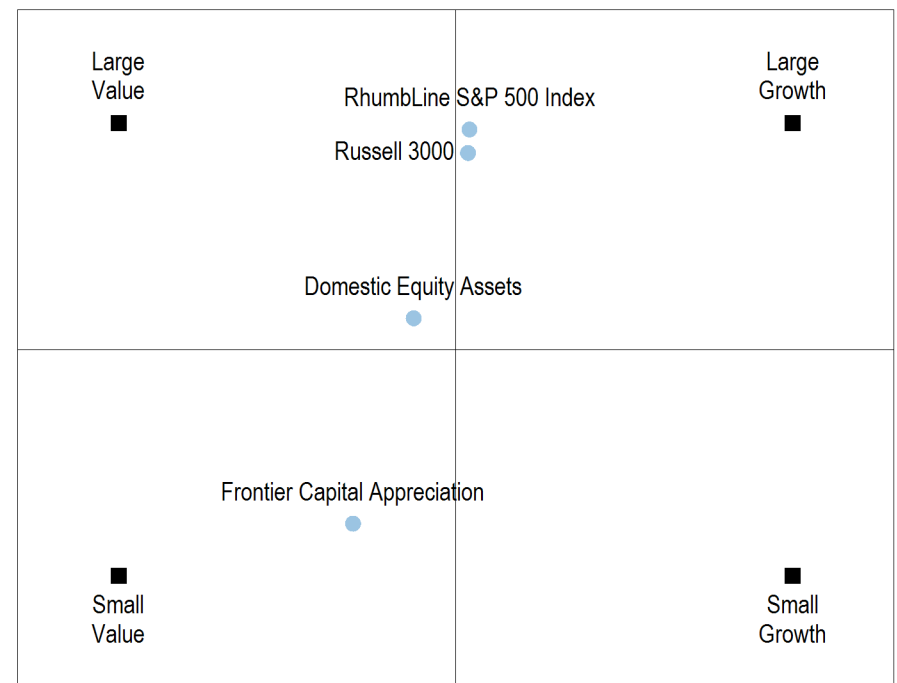 Large
Value
Large
Growth
RhumbLine S&P 500 Index
Russell 3000
Domestic Equity Assets
Frontier Capital Appreciation
Small
Value
Small
Growth